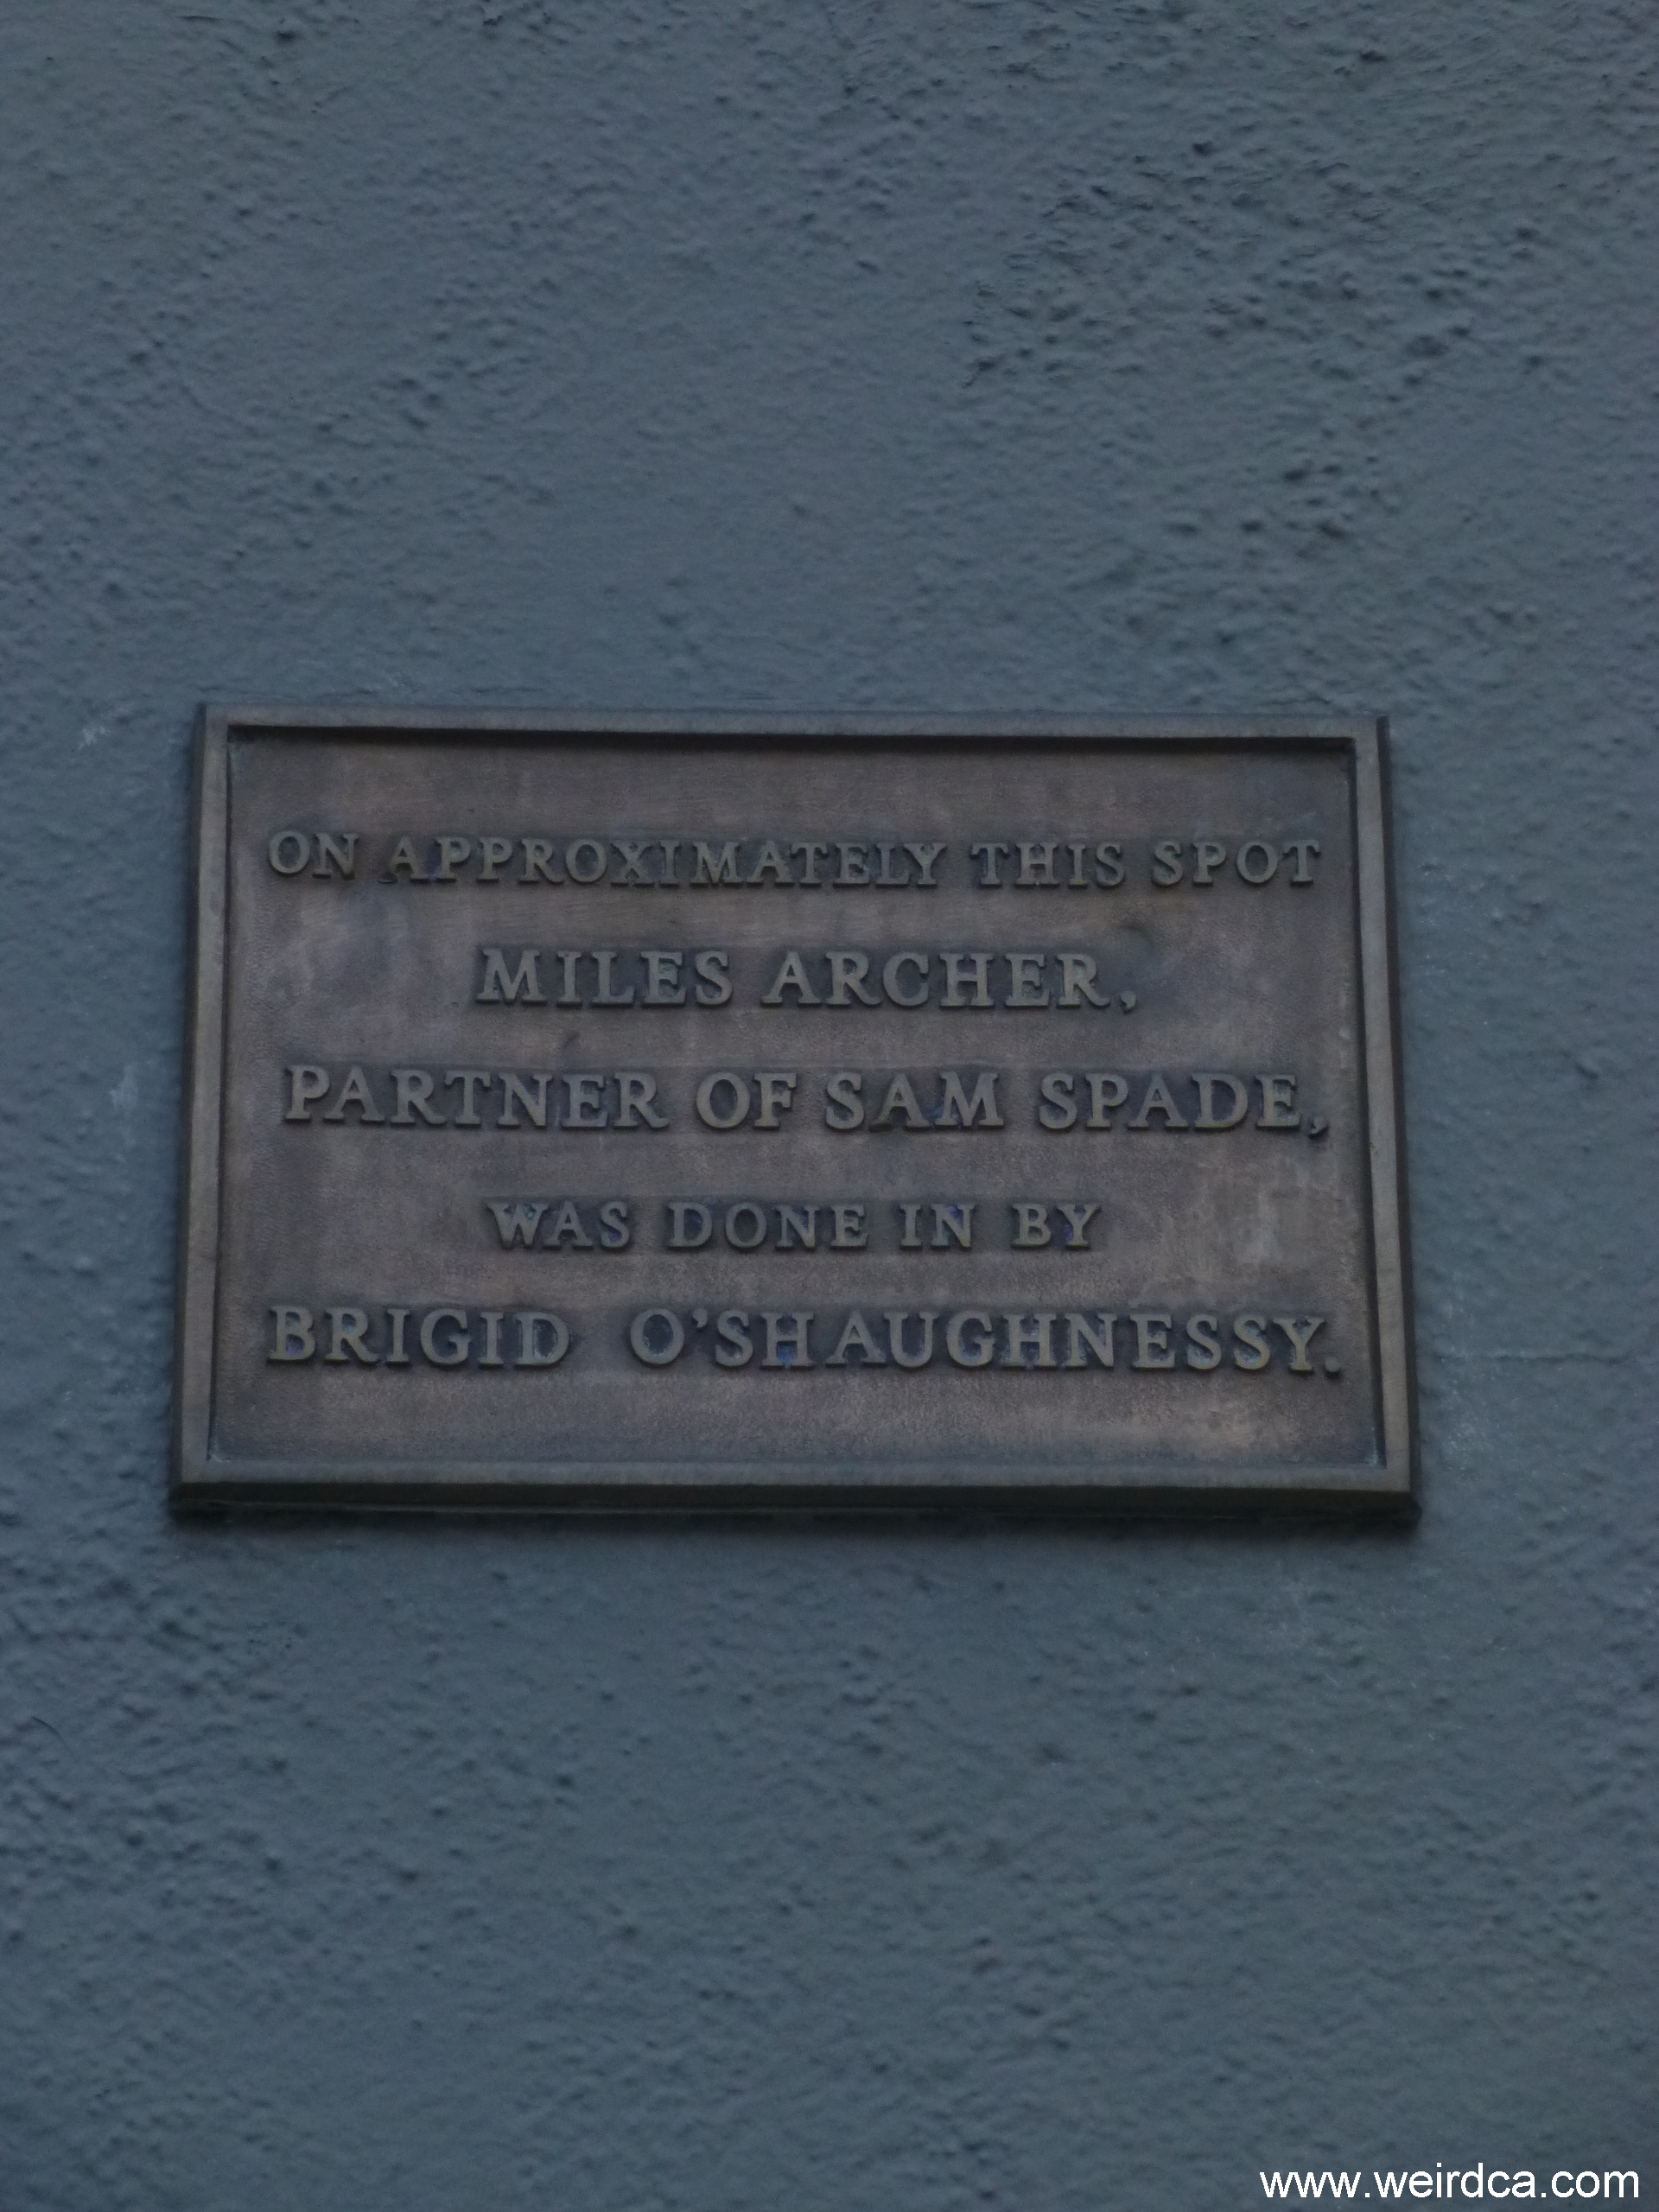 ON APPROXIMATELY THIS SPOT
MILES ARCHER,
PARTNER OF SAM SPADE,
WAS DONE IN BY
BRIGID O'SHAUGHNESSY.
www.weirdca.com